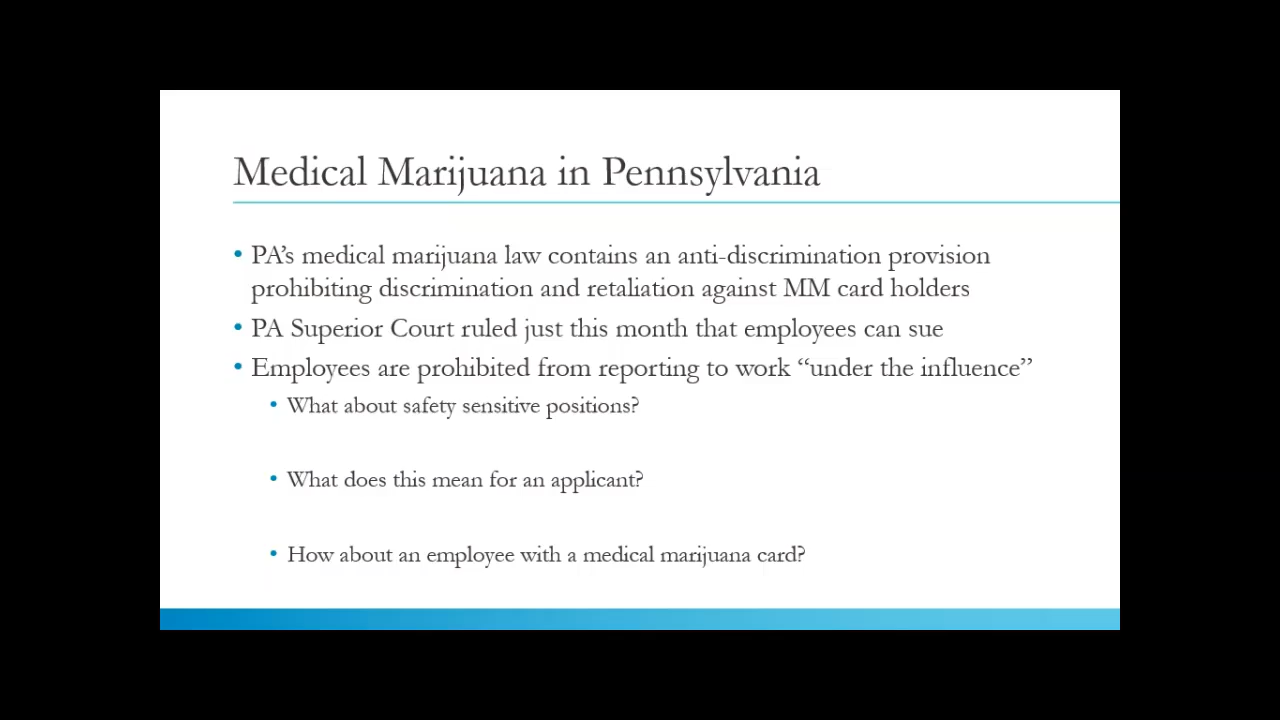 Medical Marijuana in Pennsylvania
• PA’s medical marijuana law contains an anti-discrimination provision
prohibiting discrimination and retaliation against MM card holders
• PA Superior Court ruled just this month that employees can sue
• Employees are prohibited from reporting to work “under the influence”
• What about safety sensitive positions?
• What does this mean for an applicant?
• How about an employee with a medical marijuana card?